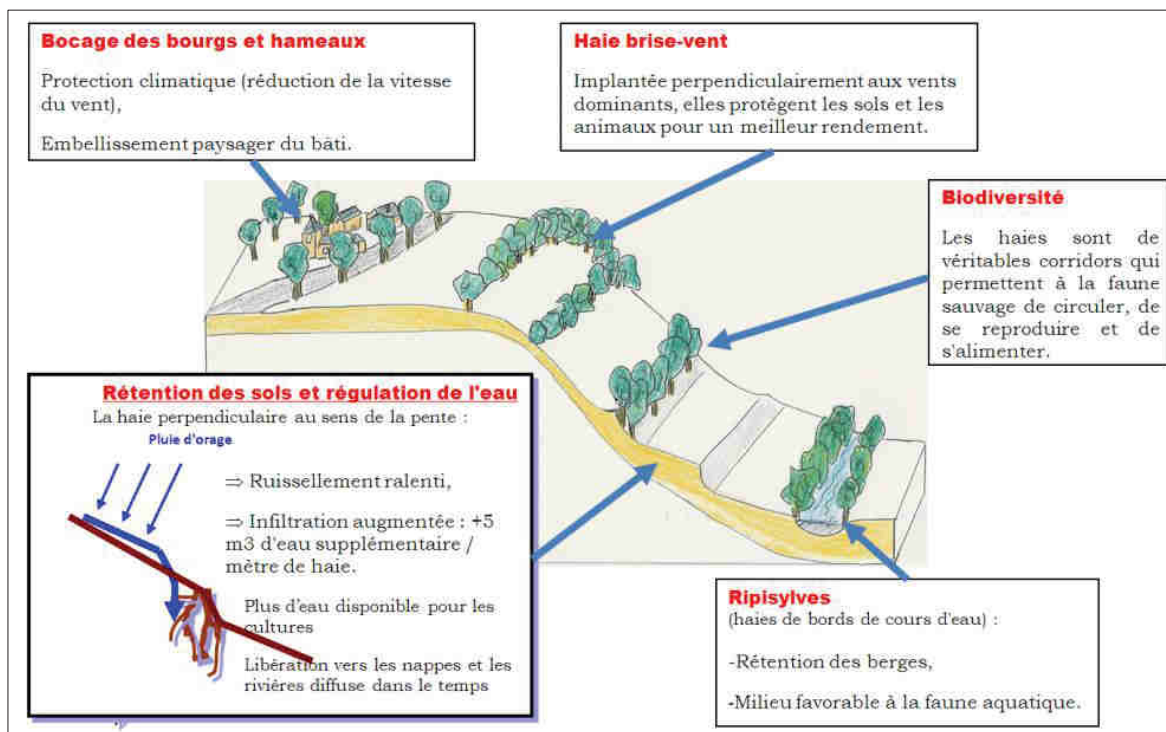 Bocage des bourgs et hameaux
Protection climatique (réduction de la vitesse
du vent),
Embellissement paysager du bâti.
Haie brise-vent
Implantée perpendiculairement aux vents
dominants, elles protègent les sols et les
animaux pour un meilleur rendement.
Biodiversité
Les haies sont de
véritables corridors qui
permettent à la faune
sauvage de circuler, de
se reproduire et de
s'alimenter.
Rétention des sols et régulation de l'eau
La haie perpendiculaire au sens de la pente :
Pluie d'orage
⇒ Ruissellement ralenti,
⇒ Infiltration augmentée : +5
m3 d'eau supplémentaire /
mètre de haie.
Plus d'eau disponible pour les
cultures
Libération vers les nappes et les
rivières diffuse dans le temps
Ripisylves
(haies de bords de cours d'eau) :
-Rétention des berges,
-Milieu favorable à la faune aquatique.